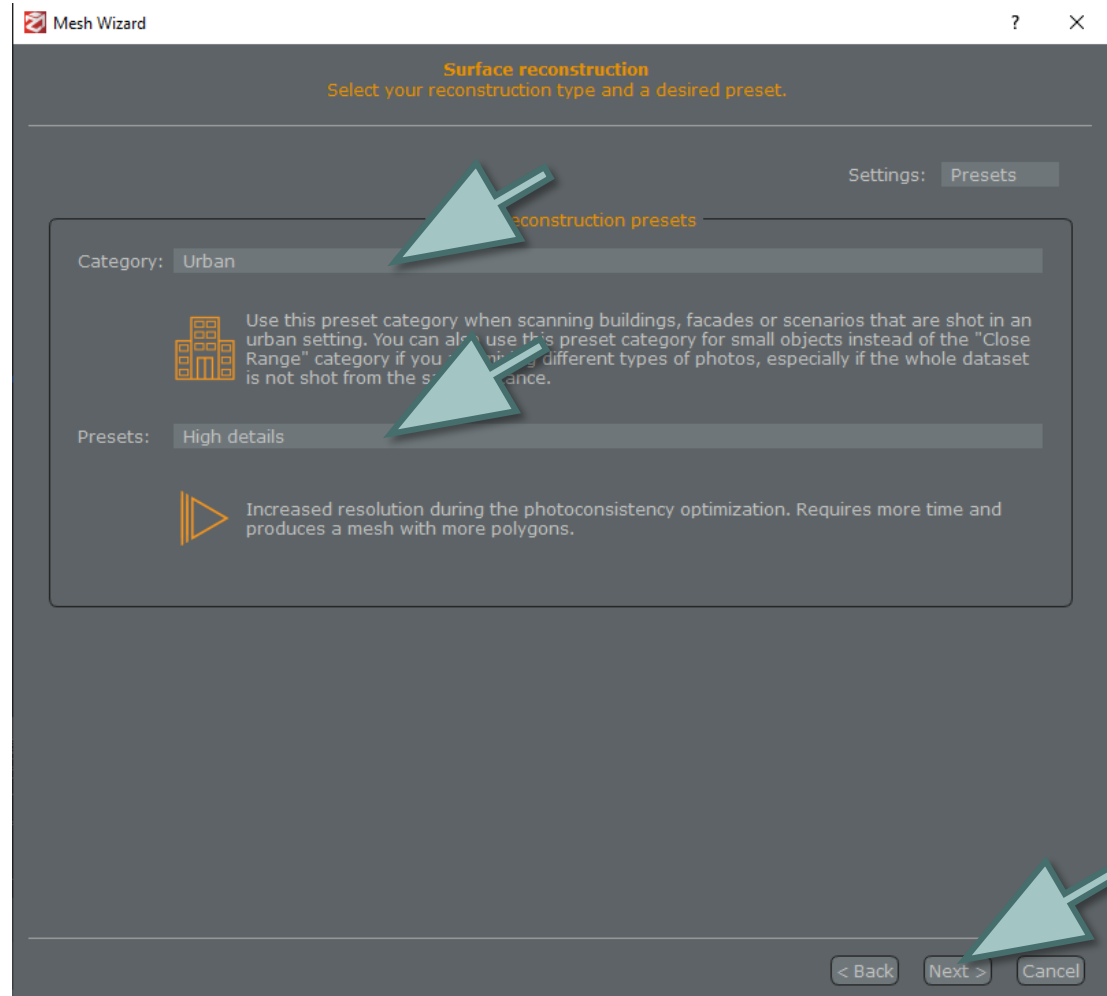 Mesh Wizard
?
Surface reconstruction
Select your reconstruction type and a desired preset.
Settings: Presets
econstruction presets
Category: Urban
Use this preset category when scanning buildings, facades or scenarios that are shot in an
urban setting. You can also use this preset category for small objects instead of the "Close
Range" category if you different types of photos, especially if the whole dataset
is not shot from the
Presets: High details
Increased resolution during the photoconsistency optimization. Requires more time and
produces a mesh with more polygons.
< Back Next > Cancel